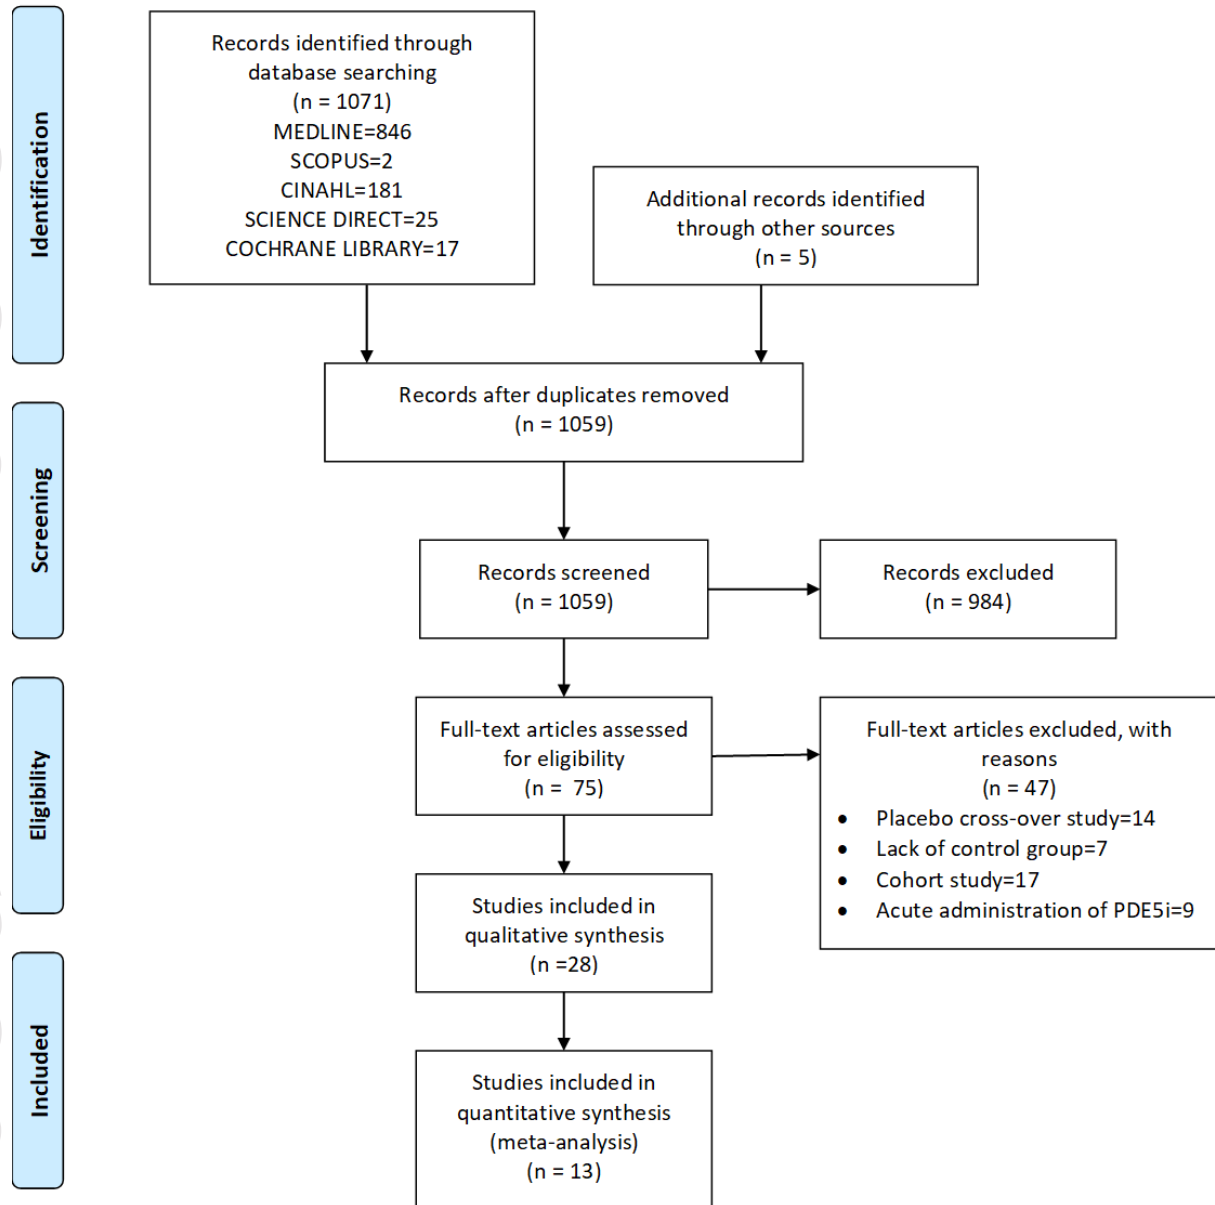 Identification
Records identified through
database searching
(n = 1071)
MEDLINE=846
SCOPUS=2
CINAHL=181
SCIENCE DIRECT=25
COCHRANE LIBRARY=17
Additional records identified
through other sources
(n = 5)
Records after duplicates removed
(n = 1059)
Screening
Records screened
(n = 1059)
Records excluded
(n = 984)
Eligibility
Full-text articles assessed
for eligibility
(n = 75)
Full-text articles excluded, with
reasons
(n = 47)
• Placebo cross-over study=14
• Lack of control group=7
• Cohort study=17
• Acute administration of PDE5i=9
Studies included in
qualitative synthesis
(n =28)
Included
Studies included in
quantitative synthesis
(meta-analysis)
(n = 13)